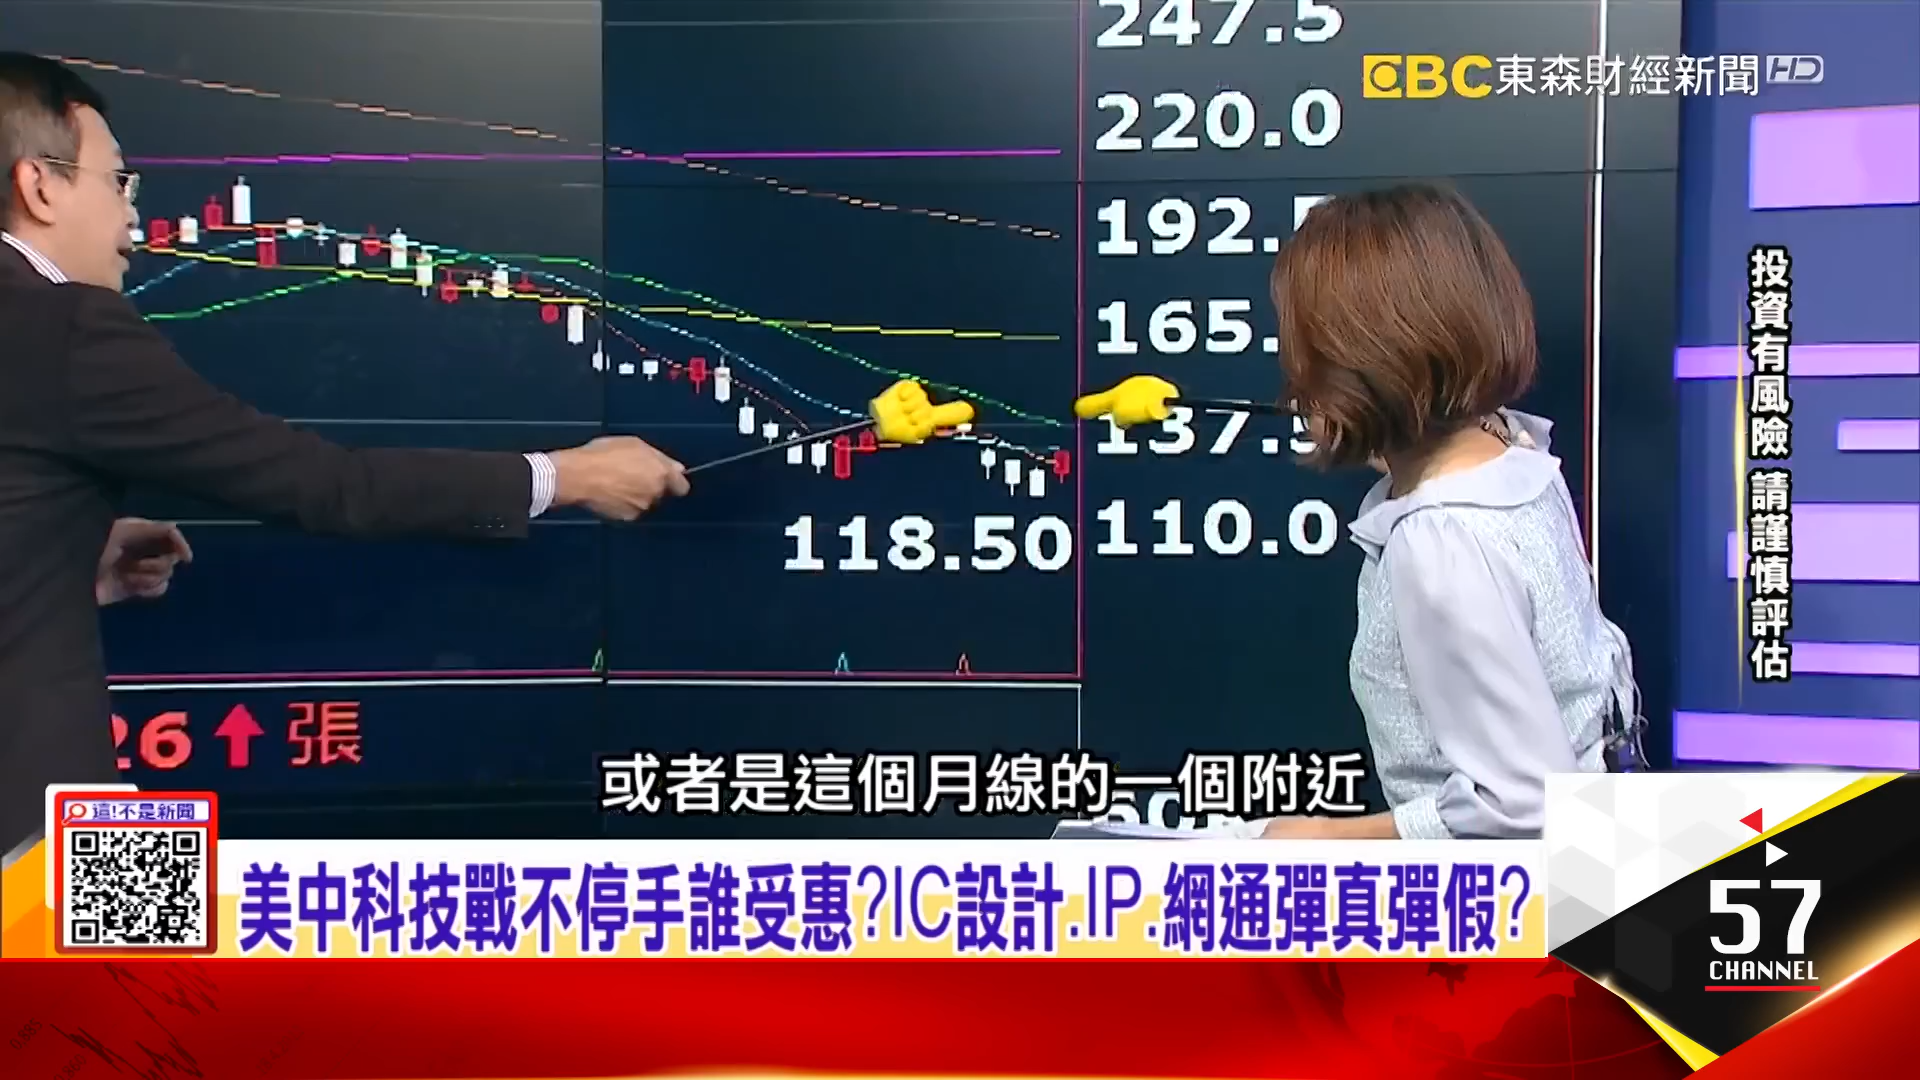 247.5
EBC東森財經新聞HD
220.0
192.5
165.
137.5
118.50
110.0
投資有風險 請謹慎評估
26↑張
或者是這個月線的一個附近
這!不是新聞
美中科技戰不停手誰受惠?IC設計.IP.網通彈真彈假?
57
CHANNEL